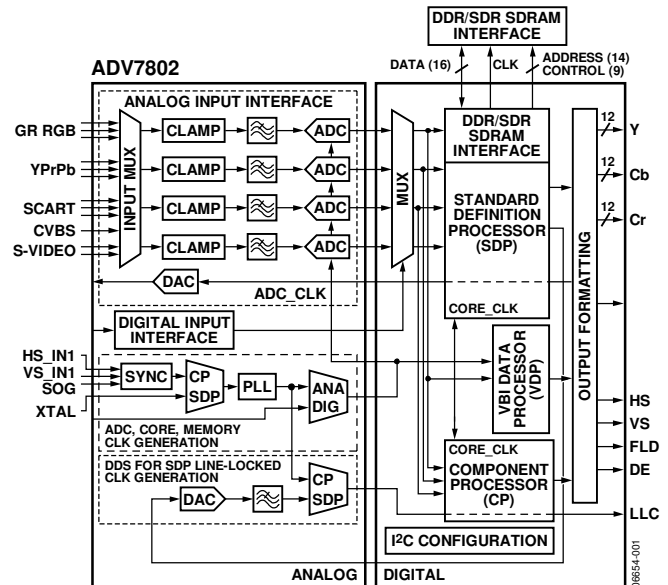 DDR/SDR SDRAM
INTERFACE
ADV7802
DATA (16)
CLK
ADDRESS (14)
CONTROL (9)
ANALOG INPUT INTERFACE
GR RGB
YPrPb
SCART
CVBS
S-VIDEO
INPUT MUX
CLAMP
ADC
CLAMP
ADC
CLAMP
ADC
CLAMP
ADC
DAC
ADC_CLK
MUX
DDR/SDR
SDRAM
INTERFACE
STANDARD
DEFINITION
PROCESSOR
(SDP)
CORE_CLK
OUTPUT FORMATTING
12
Y
12
Cb
12
Cr
DIGITAL INPUT
INTERFACE
HS_IN1
VS_IN1
SOG
XTAL
SYNC
CP
SDP
PLL
ANA
DIG
ADC, CORE, MEMORY
CLK GENERATION
VBI DATA
PROCESSOR
(VDP)
HS
VS
FLD
DE
LLC
DDS FOR SDP LINE-LOCKED
CLK GENERATION
DAC
CP
SDP
CORE_CLK
COMPONENT
PROCESSOR
(CP)
I²C CONFIGURATION
ANALOG
DIGITAL
06654-001